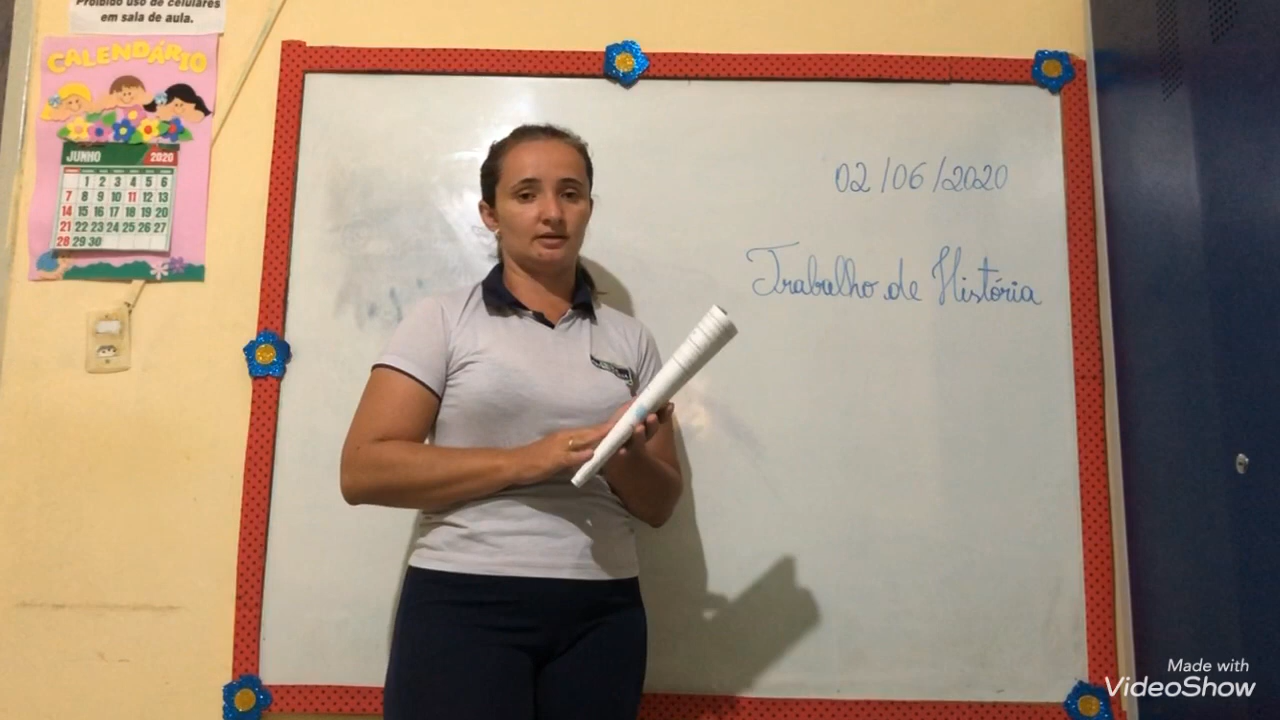 Proibido uso de celulares
em sala de aula.
CALENDÁRIO
JUNHO 2020
1 2 3 4 5 6
7 8 9 10 11 12 13
14 15 16 17 18 19 20
21 22 23 24 25 26 27
28 29 30
02/06/2020
Trabalho de História
Made with
VideoShow